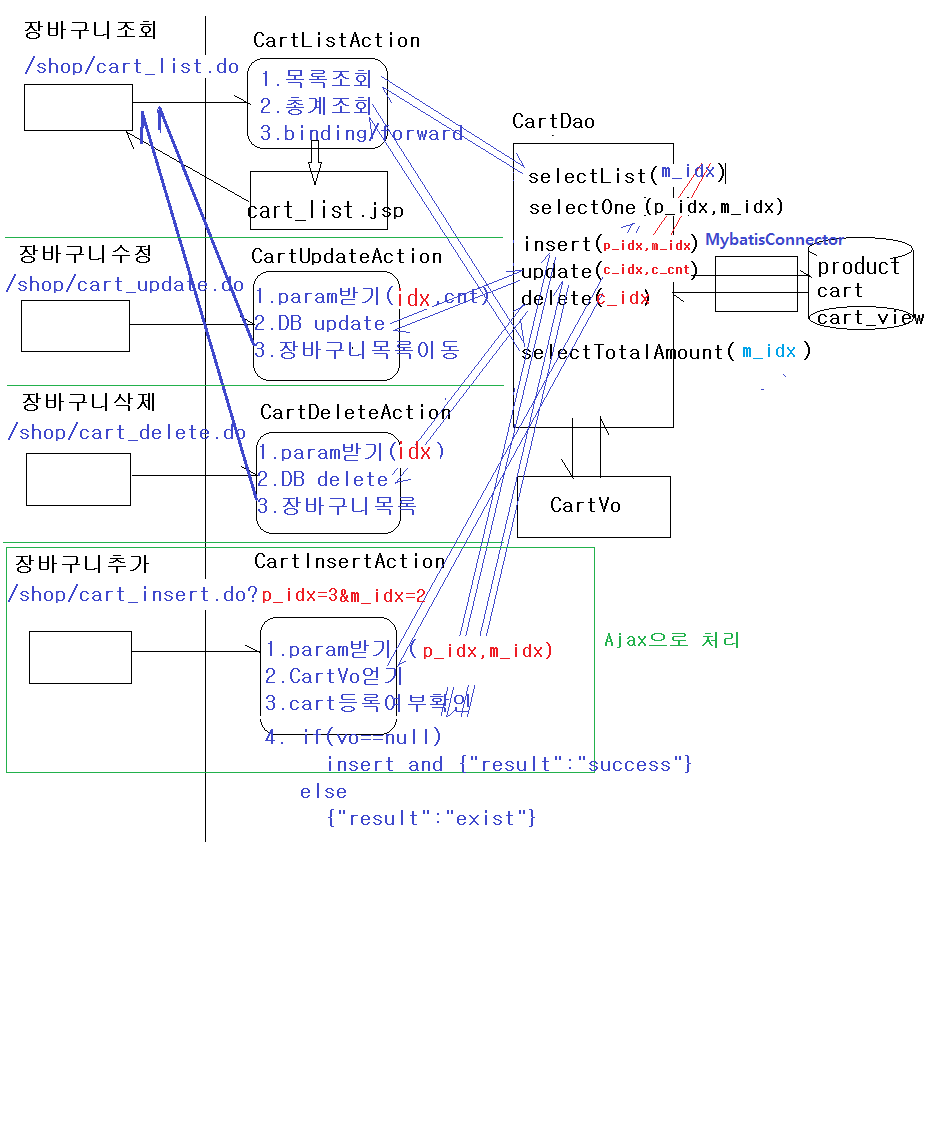 장바구니조회
/shop/cart_list.do
CartListAction
1.목록조회
2.총계조회
3.binding/forward
cart_list.jsp
CartDao
selectList(m_idx)
selectOne(p_idx,m_idx)
insert(p_idx,m_idx)
update(c_idx,c_cnt)
delete(c_idx)
selectTotalAmount(m_idx)
MybatisConnector
product
cart
cart_view
CartVo
장바구니수정
/shop/cart_update.do
CartUpdateAction
1.param받기(idx,cnt)
2.DB update
3.장바구니목록이동
장바구니삭제
/shop/cart_delete.do
CartDeleteAction
1.param받기(idx)
2.DB delete
3.장바구니목록
장바구니추가
/shop/cart_insert.do?p_idx=3&m_idx=2
CartInsertAction
1.param받기 (p_idx,m_idx)
2.CartVo얻기
3.cart등록여부확인
4. if(vo==null)
insert and {"result":"success"}
else
{"result":"exist"}
Ajax으로 처리